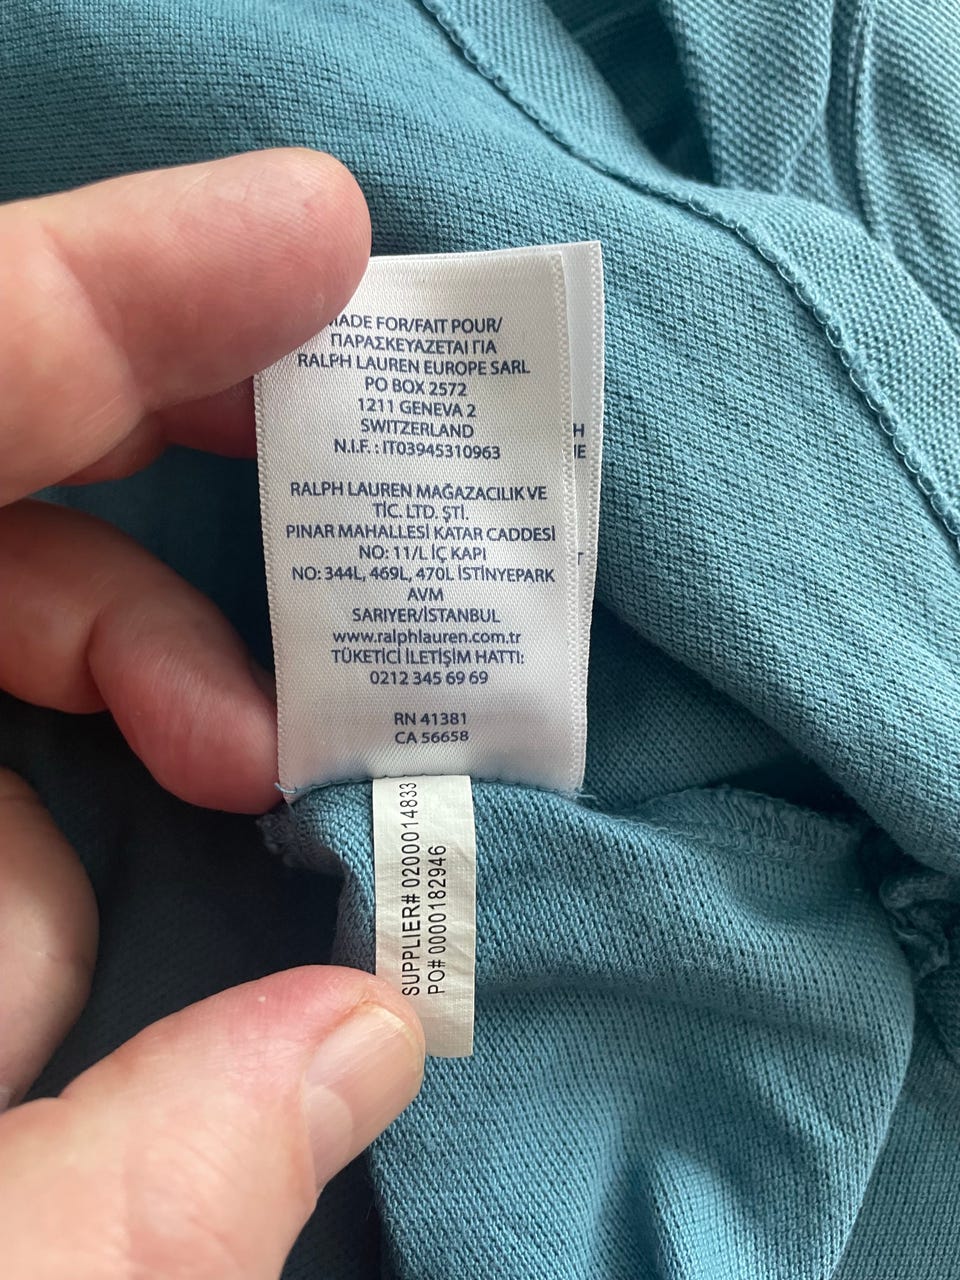 MADE FOR/FAIT POUR/
ΠΑΡΑΣΚΕΥΑΖΕΤΑΙ ΓΙΑ
RALPH LAUREN EUROPE SARL
PO BOX 2572
1211 GENEVA 2
SWITZERLAND
N.I.F. : IT03945310963
RALPH LAUREN MAĞAZACILIK VE
TİC. LTD. ŞTİ.
PINAR MAHALLESİ KATAR CADDESİ
NO: 11/L İÇ KAPI
NO: 344L, 469L, 470L İSTİNYEPARK
AVM
SARIYER/İSTANBUL
www.ralphlauren.com.tr
TÜKETİCİ İLETİŞİM HATTI:
0212 345 69 69
RN 41381
CA 56658
SUPPLIER# 0200014833
PO# 0000182946